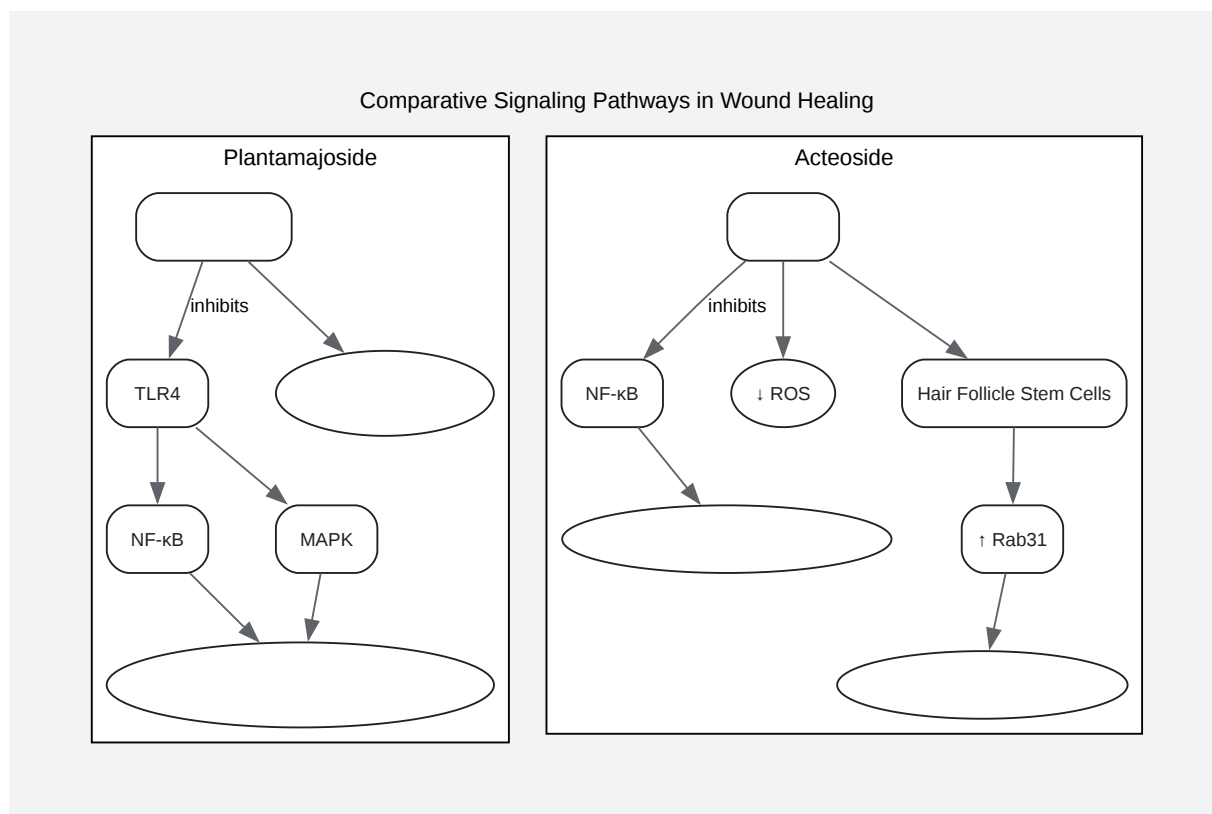 Comparative Signaling Pathways in Wound Healing
Plantamajoside
inhibits
TLR4
NF-κB
MAPK
Acteoside
inhibits
NF-κB
↓ ROS
Hair Follicle Stem Cells
↑ Rab31